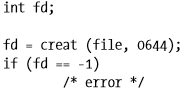 int fd;
fd = creat (file, 0644);
if (fd == -1)
/* error */